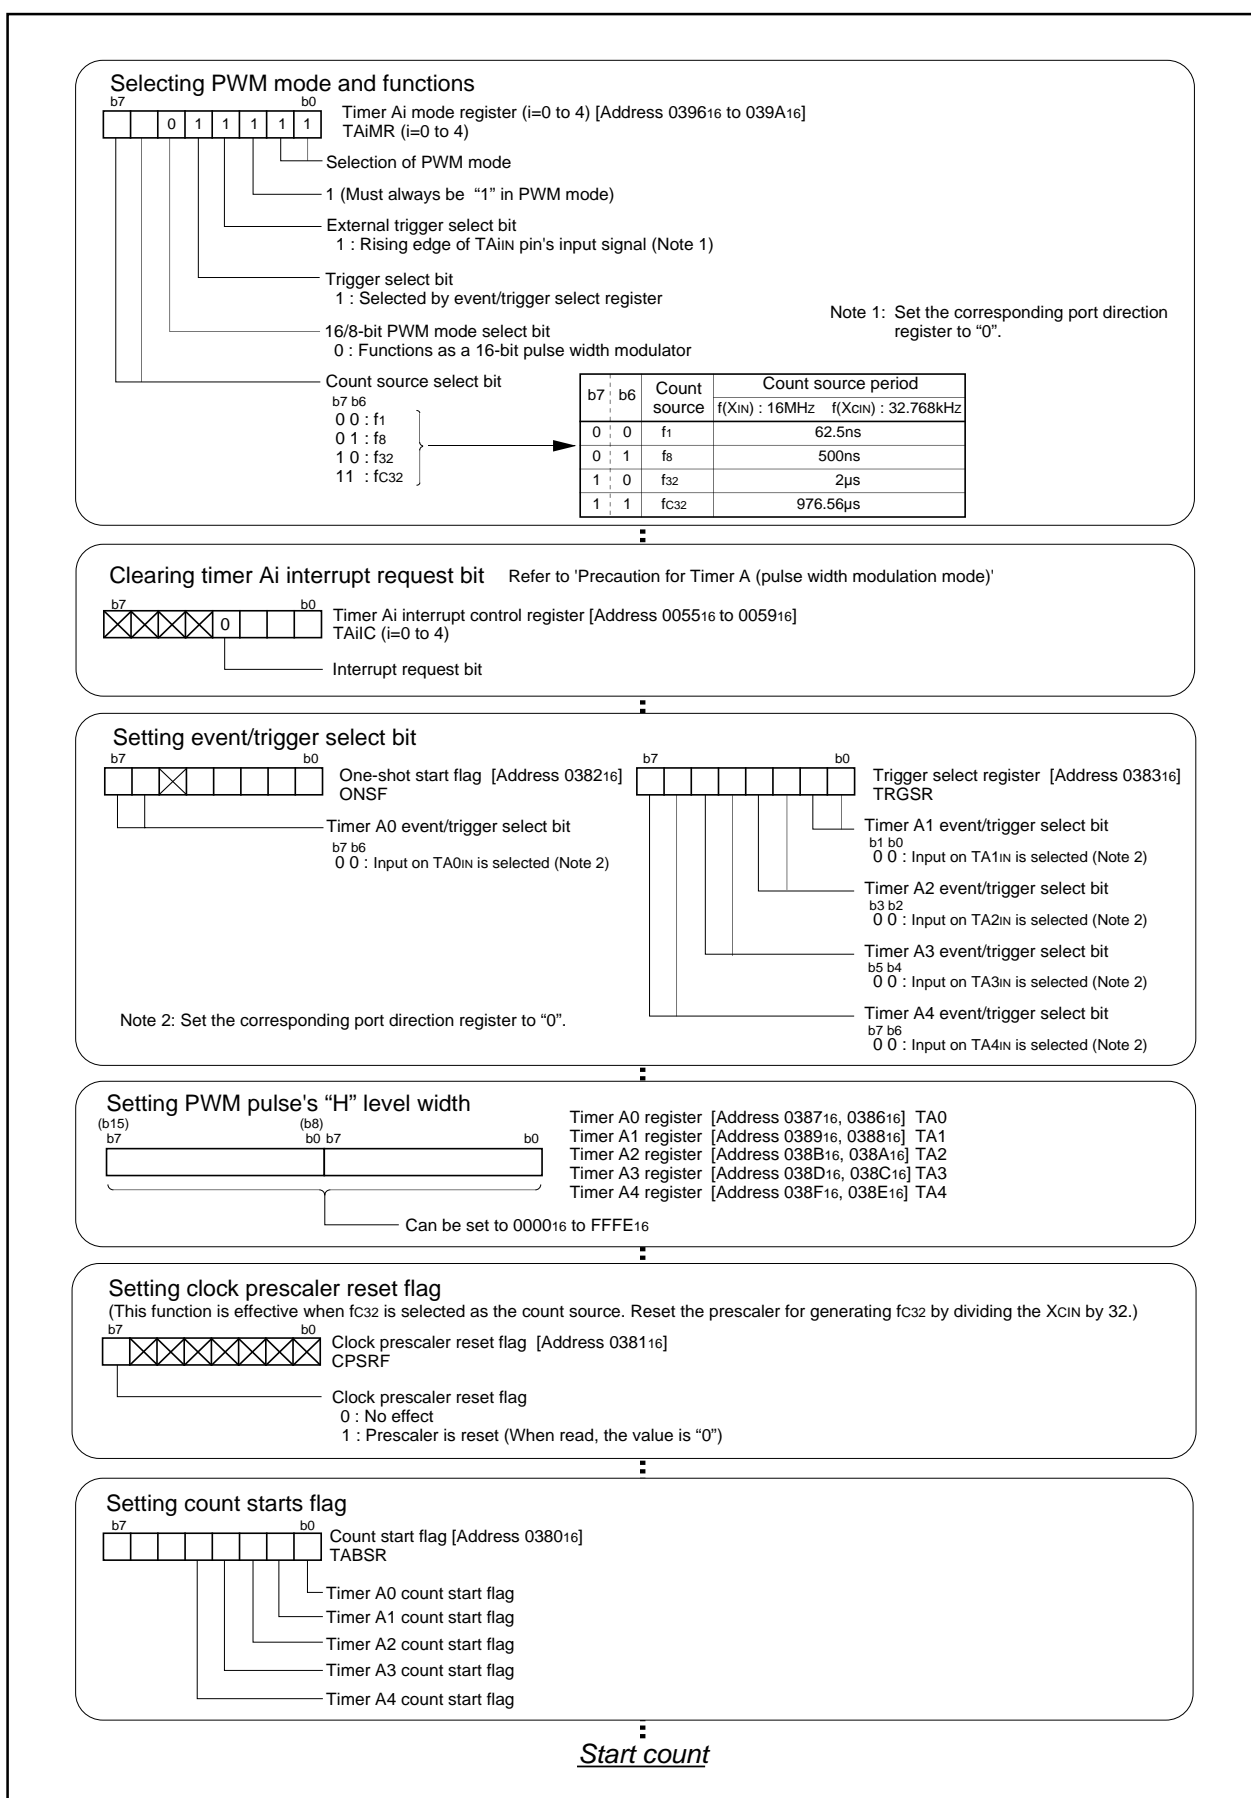 Selecting PWM mode and functions
b7 b0
0 1 1 1 1 1
Timer Ai mode register (i=0 to 4) [Address 039616 to 039A16]
TAiMR (i=0 to 4)
Selection of PWM mode
1 (Must always be “1” in PWM mode)
External trigger select bit
1 : Rising edge of TAiIN pin's input signal (Note 1)
Trigger select bit
1 : Selected by event/trigger select register
Note 1: Set the corresponding port direction
register to “0”.
16/8-bit PWM mode select bit
0 : Functions as a 16-bit pulse width modulator
Count source select bit
b7 b6
0 0 : f1
0 1 : f8
1 0 : f32
11 : fC32
b7 b6 Count source Count source period
f(XIN) : 16MHz f(XCIN) : 32.768kHz
0 0 f1 62.5ns
0 1 f8 500ns
1 0 f32 2µs
1 1 fC32 976.56µs
Clearing timer Ai interrupt request bit Refer to 'Precaution for Timer A (pulse width modulation mode)'
b7 b0
0
Timer Ai interrupt control register [Address 005516 to 005916]
TAiIC (i=0 to 4)
Interrupt request bit
Setting event/trigger select bit
b7 b0
One-shot start flag [Address 038216]
ONSF
Timer A0 event/trigger select bit
b7 b6
0 0 : Input on TA0IN is selected (Note 2)
b7 b0
Trigger select register [Address 038316]
TRGSR
Timer A1 event/trigger select bit
b1 b0
0 0 : Input on TA1IN is selected (Note 2)
Timer A2 event/trigger select bit
b3 b2
0 0 : Input on TA2IN is selected (Note 2)
Timer A3 event/trigger select bit
b5 b4
0 0 : Input on TA3IN is selected (Note 2)
Timer A4 event/trigger select bit
b7 b6
0 0 : Input on TA4IN is selected (Note 2)
Note 2: Set the corresponding port direction register to “0”.
Setting PWM pulse's “H” level width
(b15) (b8)
b7 b0 b7 b0
Timer A0 register [Address 038716, 038616] TA0
Timer A1 register [Address 038916, 038816] TA1
Timer A2 register [Address 038B16, 038A16] TA2
Timer A3 register [Address 038D16, 038C16] TA3
Timer A4 register [Address 038F16, 038E16] TA4
Can be set to 000016 to FFFE16
Setting clock prescaler reset flag
(This function is effective when fC32 is selected as the count source. Reset the prescaler for generating fC32 by dividing the XCIN by 32.)
b7 b0
Clock prescaler reset flag [Address 038116]
CPSRF
Clock prescaler reset flag
0 : No effect
1 : Prescaler is reset (When read, the value is “0”)
Setting count starts flag
b7 b0
Count start flag [Address 038016]
TABSR
Timer A0 count start flag
Timer A1 count start flag
Timer A2 count start flag
Timer A3 count start flag
Timer A4 count start flag
Start count